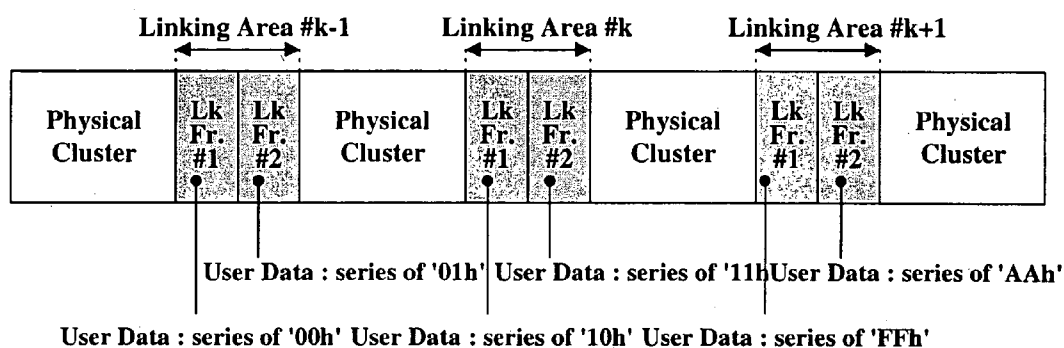 Linking Area #k-1 Linking Area #k Linking Area #k+1
Physical Cluster
Lk Fr. #1
Lk Fr. #2
Physical Cluster
Lk Fr. #1
Lk Fr. #2
Physical Cluster
Lk Fr. #1
Lk Fr. #2
Physical Cluster
User Data : series of '01h' User Data : series of '11h User Data : series of 'AAh'
User Data : series of '00h' User Data : series of '10h' User Data : series of 'FFh'